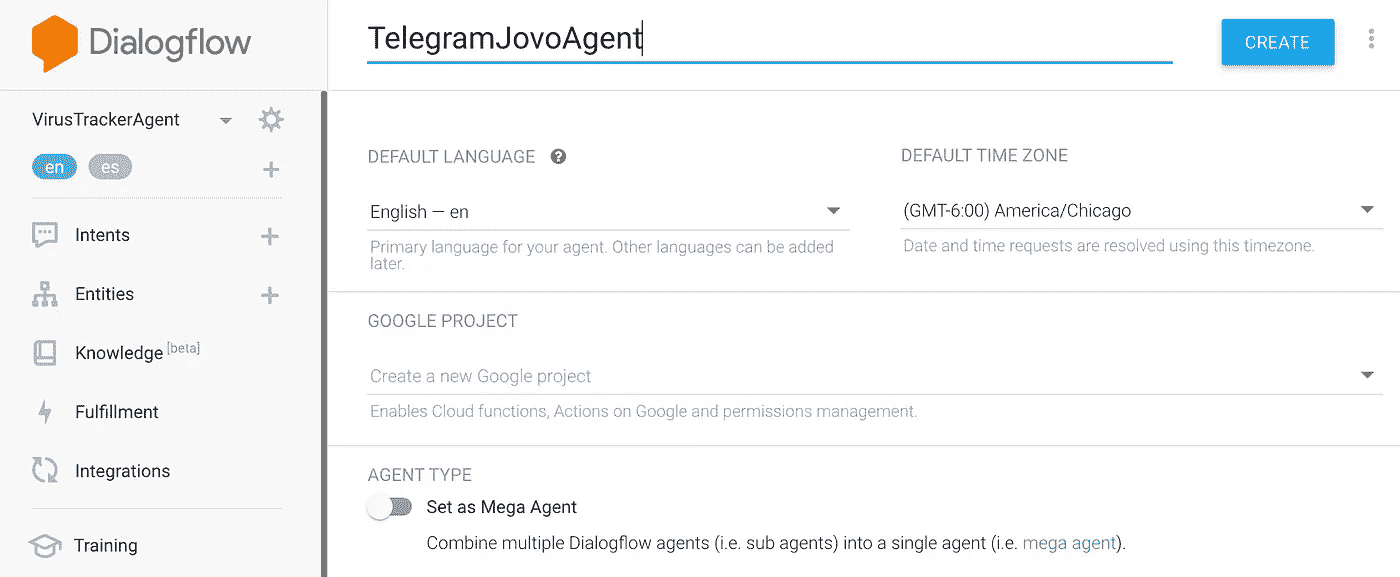 Dialogflow
VirusTrackerAgent
en es
Intents
Entities
Knowledge [beta]
Fulfillment
Integrations
Training
TelegramJovoAgent
CREATE
DEFAULT LANGUAGE ?
English — en
Primary language for your agent. Other languages can be added
later.
DEFAULT TIME ZONE
(GMT-6:00) America/Chicago
Date and time requests are resolved using this timezone.
GOOGLE PROJECT
Create a new Google project
Enables Cloud functions, Actions on Google and permissions management.
AGENT TYPE
Set as Mega Agent
Combine multiple Dialogflow agents (i.e. sub agents) into a single agent (i.e. mega agent).